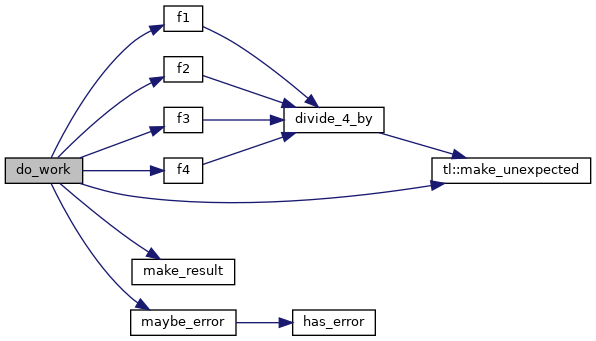 f1
f2
f3
divide_4_by
do_work
f4
tl::make_unexpected
make_result
maybe_error
has_error